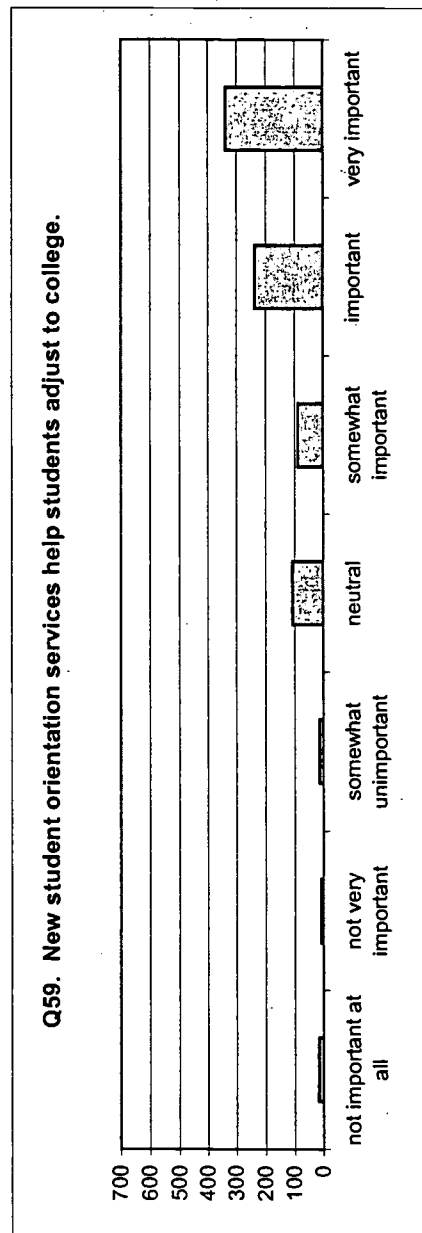 Q59. New student orientation services help students adjust to college.
700
600
500
400
300
200
100
0
not important at
all
not very
important
somewhat
unimportant
neutral
somewhat
important
important
very important